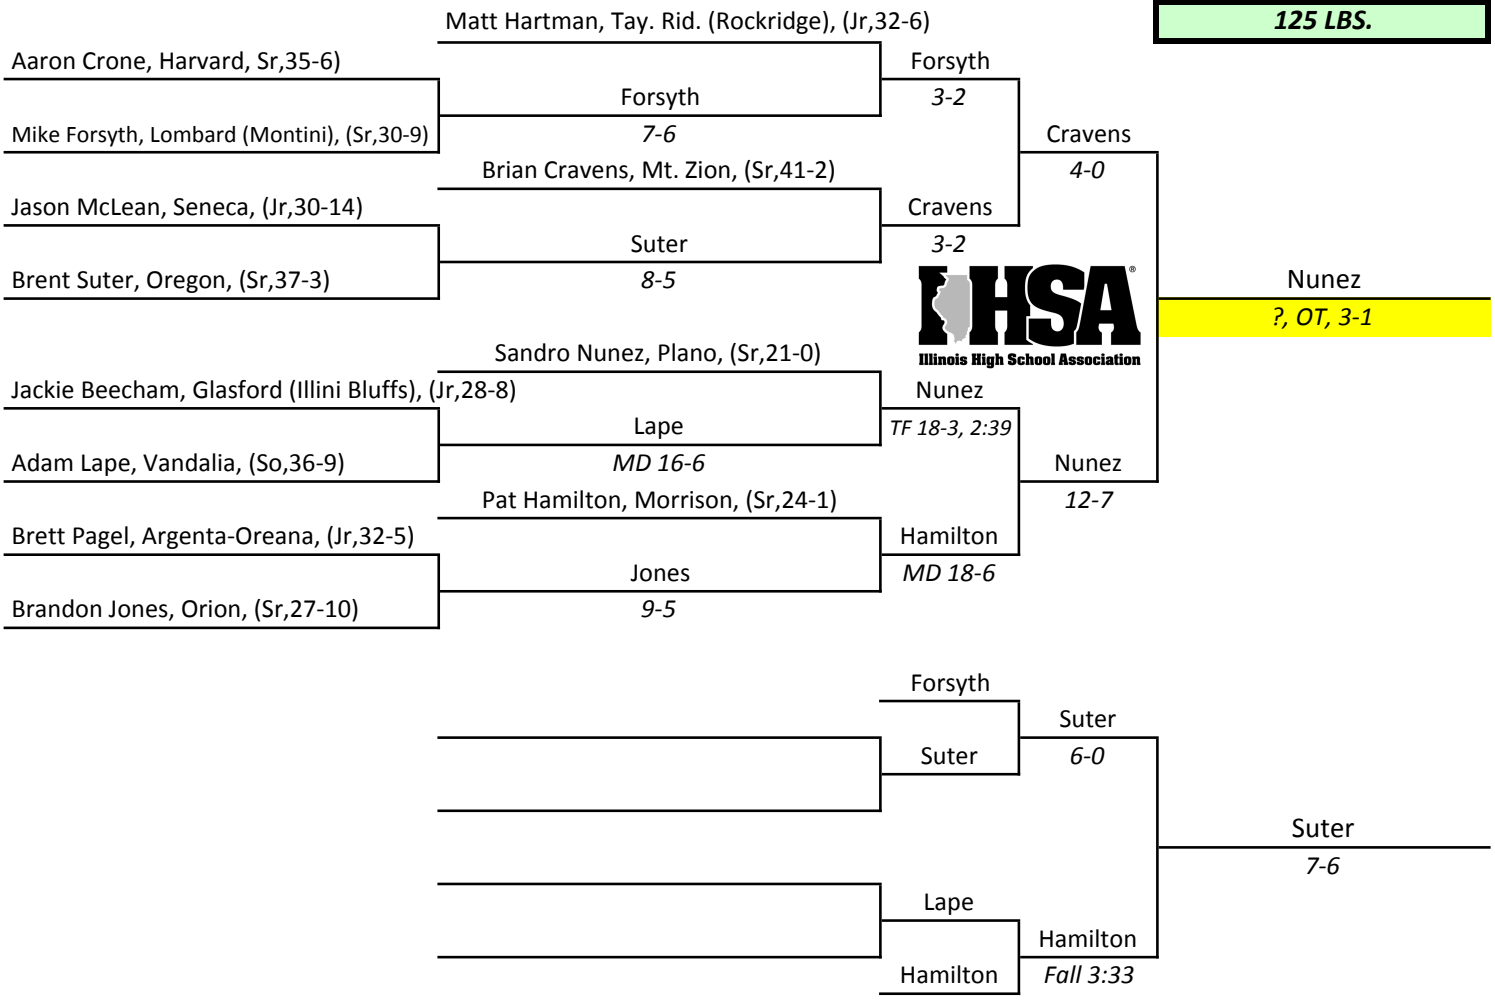 Matt Hartman, Tay. Rid. (Rockridge), (Jr,32-6)
125 LBS.
Aaron Crone, Harvard, Sr,35-6)
Forsyth
Forsyth
3-2
Mike Forsyth, Lombard (Montini), (Sr,30-9)
7-6
Cravens
Brian Cravens, Mt. Zion, (Sr,41-2)
4-0
Jason McLean, Seneca, (Jr,30-14)
Cravens
Suter
3-2
Brent Suter, Oregon, (Sr,37-3)
8-5
IHSA®
Nunez
?, OT, 3-1
Sandro Nunez, Plano, (Sr,21-0)
Illinois High School Association
Jackie Beecham, Glasford (Illini Bluffs), (Jr,28-8)
Nunez
Lape
TF 18-3, 2:39
Adam Lape, Vandalia, (So,36-9)
MD 16-6
Nunez
Pat Hamilton, Morrison, (Sr,24-1)
12-7
Brett Pagel, Argenta-Oreana, (Jr,32-5)
Hamilton
Jones
MD 18-6
Brandon Jones, Orion, (Sr,27-10)
9-5
Forsyth
Suter
Suter
6-0
Suter
7-6
Lape
Hamilton
Hamilton
Fall 3:33